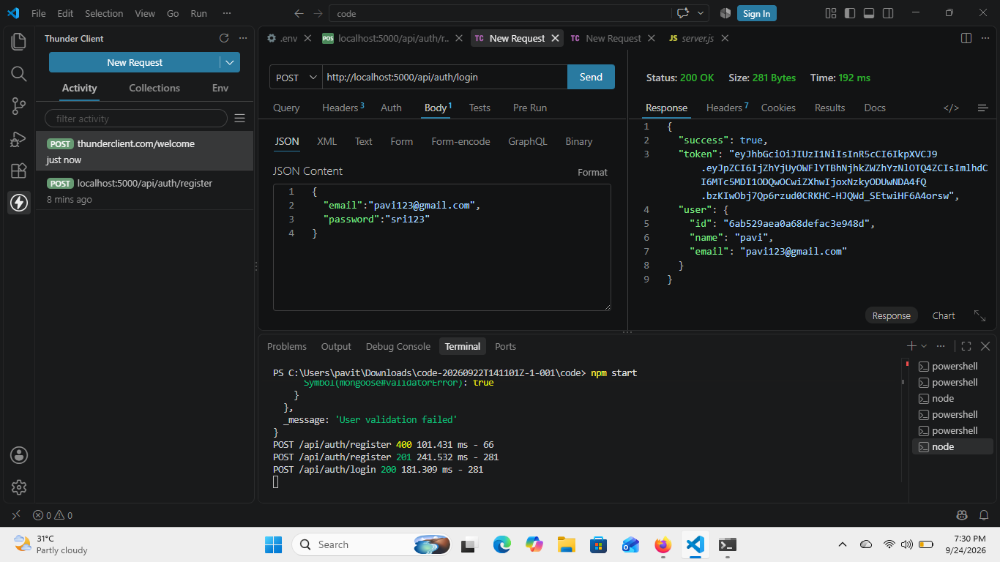 File Edit Selection View Go Run ···
code
Sign In
Thunder Client
New Request
Activity Collections Env
filter activity
POST thunderclient.com/welcome
just now
POST localhost:5000/api/auth/register
8 mins ago
.env
POS localhost:5000/api/auth/r..
TC New Request
TC New Request
JS server.js
POST http://localhost:5000/api/auth/login Send
Query Headers 3 Auth Body 1 Tests Pre Run
JSON XML Text Form Form-encode GraphQL Binary
JSON Content Format
1 {
2 "email":"pavi123@gmail.com",
3 "password":"sri123"
4 }
Status: 200 OK Size: 281 Bytes Time: 192 ms
Response Headers 7 Cookies Results Docs </>
1 {
2 "success": true,
3 "token": "eyJhbGciOiJIUzI1NiIsInR5cCI6IkpXVCJ9
.eyJpZCI6IjZhYjUyOWFlYTBhNjhkZWZhYzNlOTQ4ZCIsImlhdC
I6MTc5MDI1ODQwOCwiZXhwIjoxNzkyODUwNDA4fQ
.bzKIwObj7Qp6rzud0CRKHC-HJQWd_SEtwiHF6A4orsw",
4 "user": {
5 "id": "6ab529aea0a68defac3e948d",
6 "name": "pavi",
7 "email": "pavi123@gmail.com"
8 }
9 }
Response Chart
Problems Output Debug Console Terminal Ports
PS C:\Users\pavit\Downloads\code-20260922T141101Z-1-001\code> npm start
Symbol(mongoose#validatorError): true
}
},
_message: 'User validation failed'
}
POST /api/auth/register 400 101.431 ms - 66
POST /api/auth/register 201 241.532 ms - 281
POST /api/auth/login 200 181.309 ms - 281
powershell
powershell
node
powershell
powershell
node
0 0
31°C
Partly cloudy
Search
7:30 PM
9/24/2026